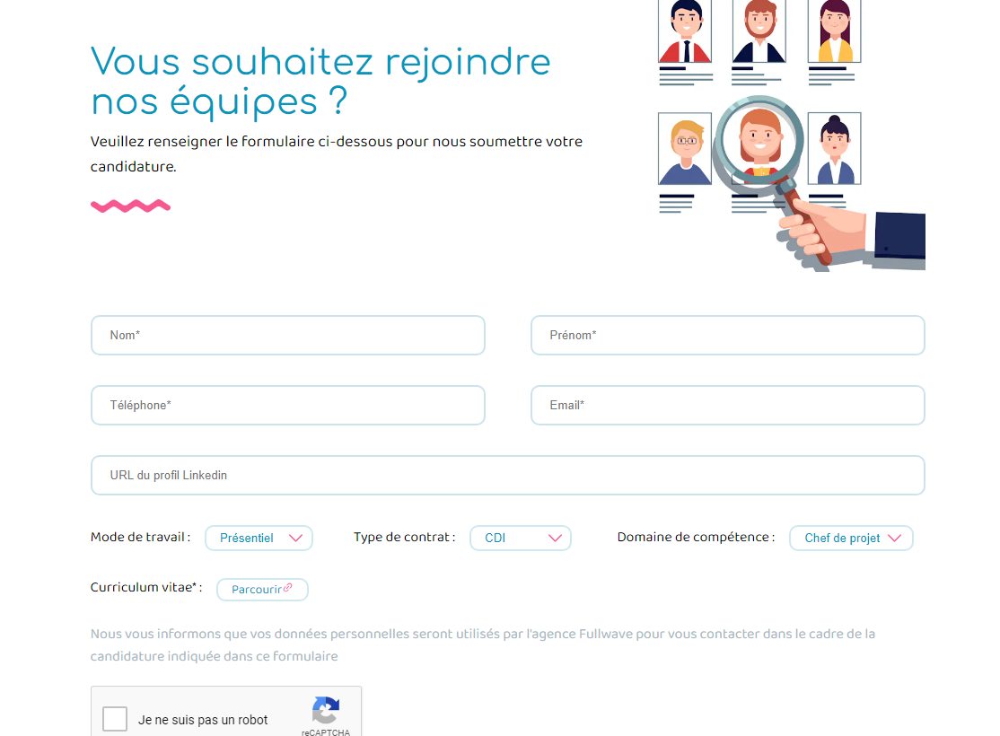 Vous souhaitez rejoindre
nos équipes ?
Veuillez renseigner le formulaire ci-dessous pour nous soumettre votre
candidature.
Nom*
Prénom*
Téléphone*
Email*
URL du profil Linkedin
Mode de travail : Présentiel Type de contrat : CDI Domaine de compétence : Chef de projet
Curriculum vitae* : Parcourir
Nous vous informons que vos données personnelles seront utilisés par l'agence Fullwave pour vous contacter dans le cadre de la
candidature indiquée dans ce formulaire
Je ne suis pas un robot
reCAPTCHA